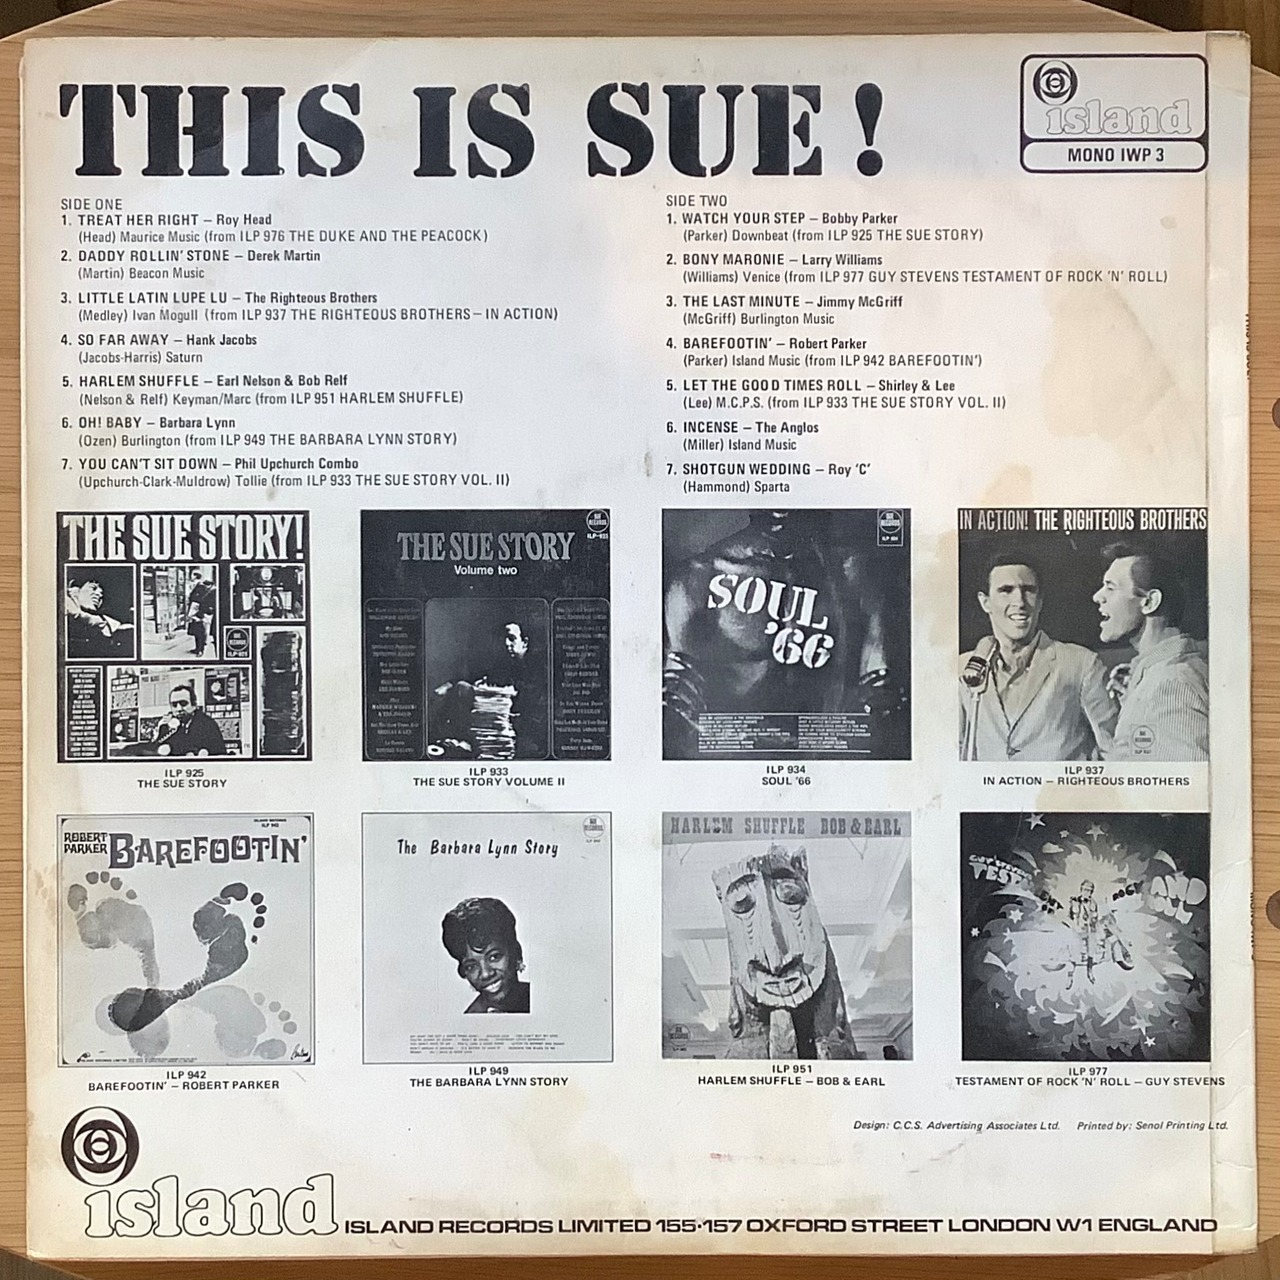 THIS IS SUE!
island
MONO IWP 3
SIDE ONE
1. TREAT HER RIGHT – Roy Head
(Head) Maurice Music (from ILP 976 THE DUKE AND THE PEACOCK)
2. DADDY ROLLIN' STONE – Derek Martin
(Martin) Beacon Music
3. LITTLE LATIN LUPE LU – The Righteous Brothers
(Medley) Ivan Mogull (from ILP 937 THE RIGHTEOUS BROTHERS – IN ACTION)
4. SO FAR AWAY – Hank Jacobs
(Jacobs-Harris) Saturn
5. HARLEM SHUFFLE – Earl Nelson & Bob Relf
(Nelson & Relf) Keyman/Marc (from ILP 951 HARLEM SHUFFLE)
6. OH! BABY – Barbara Lynn
(Ozen) Burlington (from ILP 949 THE BARBARA LYNN STORY)
7. YOU CAN'T SIT DOWN – Phil Upchurch Combo
(Upchurch-Clark-Muldrow) Tollie (from ILP 933 THE SUE STORY VOL. II)
SIDE TWO
1. WATCH YOUR STEP – Bobby Parker
(Parker) Downbeat (from ILP 925 THE SUE STORY)
2. BONY MARONIE – Larry Williams
(Williams) Venice (from ILP 977 GUY STEVENS TESTAMENT OF ROCK 'N' ROLL)
3. THE LAST MINUTE – Jimmy McGriff
(McGriff) Burlington Music
4. BAREFOOTIN' – Robert Parker
(Parker) Island Music (from ILP 942 BAREFOOTIN')
5. LET THE GOOD TIMES ROLL – Shirley & Lee
(Lee) M.C.P.S. (from ILP 933 THE SUE STORY VOL. II)
6. INCENSE – The Anglos
(Miller) Island Music
7. SHOTGUN WEDDING – Roy 'C'
(Hammond) Sparta
THE SUE STORY!
ILP 925
THE SUE STORY
THE SUE STORY
Volume two
ILP 933
THE SUE STORY VOLUME II
SOUL
'66
ILP 934
SOUL '66
IN ACTION! THE RIGHTEOUS BROTHERS
ILP 937
IN ACTION – RIGHTEOUS BROTHERS
ROBERT
PARKER
BAREFOOTIN'
ILP 942
BAREFOOTIN' – ROBERT PARKER
The Barbara Lynn Story
ILP 949
THE BARBARA LYNN STORY
HARLEM SHUFFLE BOB & EARL
ILP 951
HARLEM SHUFFLE – BOB & EARL
ILP 977
TESTAMENT OF ROCK 'N' ROLL – GUY STEVENS
Design: C.C.S. Advertising Associates Ltd. Printed by: Senol Printing Ltd.
island
ISLAND RECORDS LIMITED 155·157 OXFORD STREET LONDON W1 ENGLAND